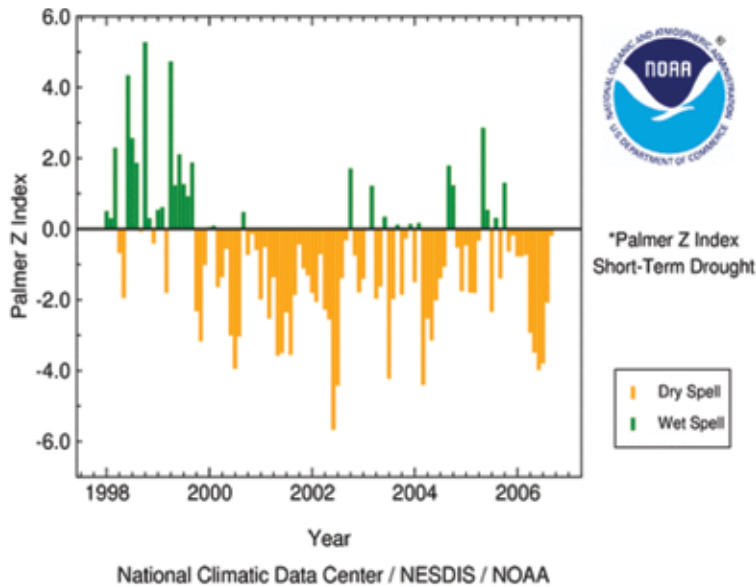 6.0
4.0
2.0
0.0
-2.0
-4.0
-6.0
Palmer Z Index
1998
2000
2002
2004
2006
Year
National Climatic Data Center / NESDIS / NOAA
NATIONAL OCEANIC AND ATMOSPHERIC ADMINISTRATION
NOAA
U.S. DEPARTMENT OF COMMERCE
®
*Palmer Z Index
Short-Term Drought
Dry Spell
Wet Spell